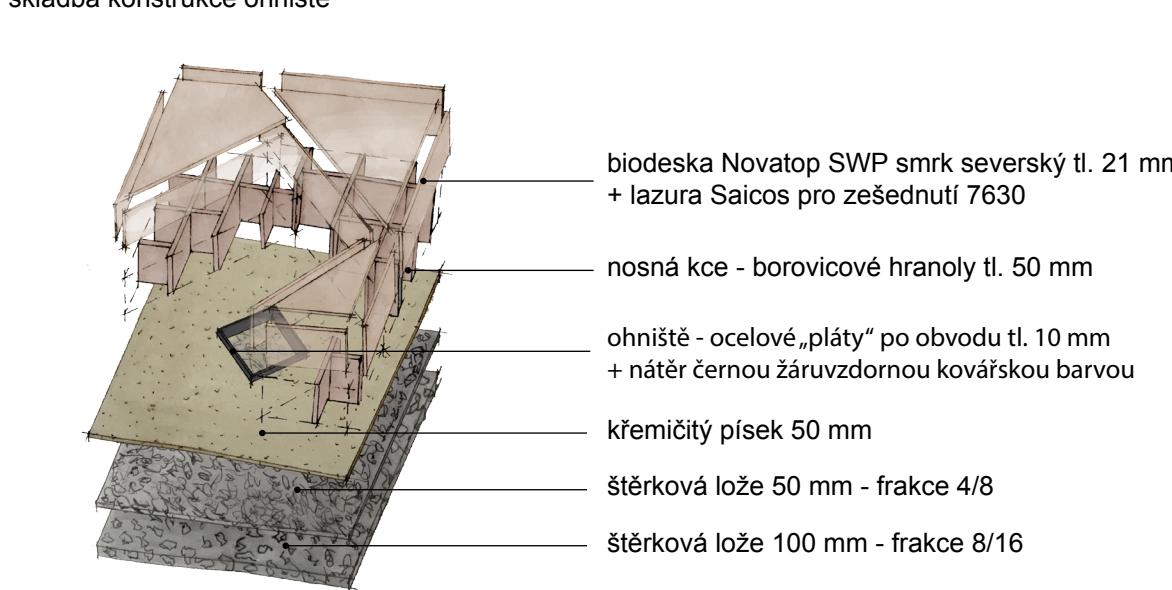 skladba konstrukce ohniště
biodeska Novatop SWP smrk severský tl. 21 mm
+ lazura Saicos pro zešednutí 7630
nosná kce - borovicové hranoly tl. 50 mm
ohniště - ocelové „pláty“ po obvodu tl. 10 mm
+ nátěr černou žáruvzdornou kovářskou barvou
křemičitý písek 50 mm
štěrková lože 50 mm - frakce 4/8
štěrková lože 100 mm - frakce 8/16